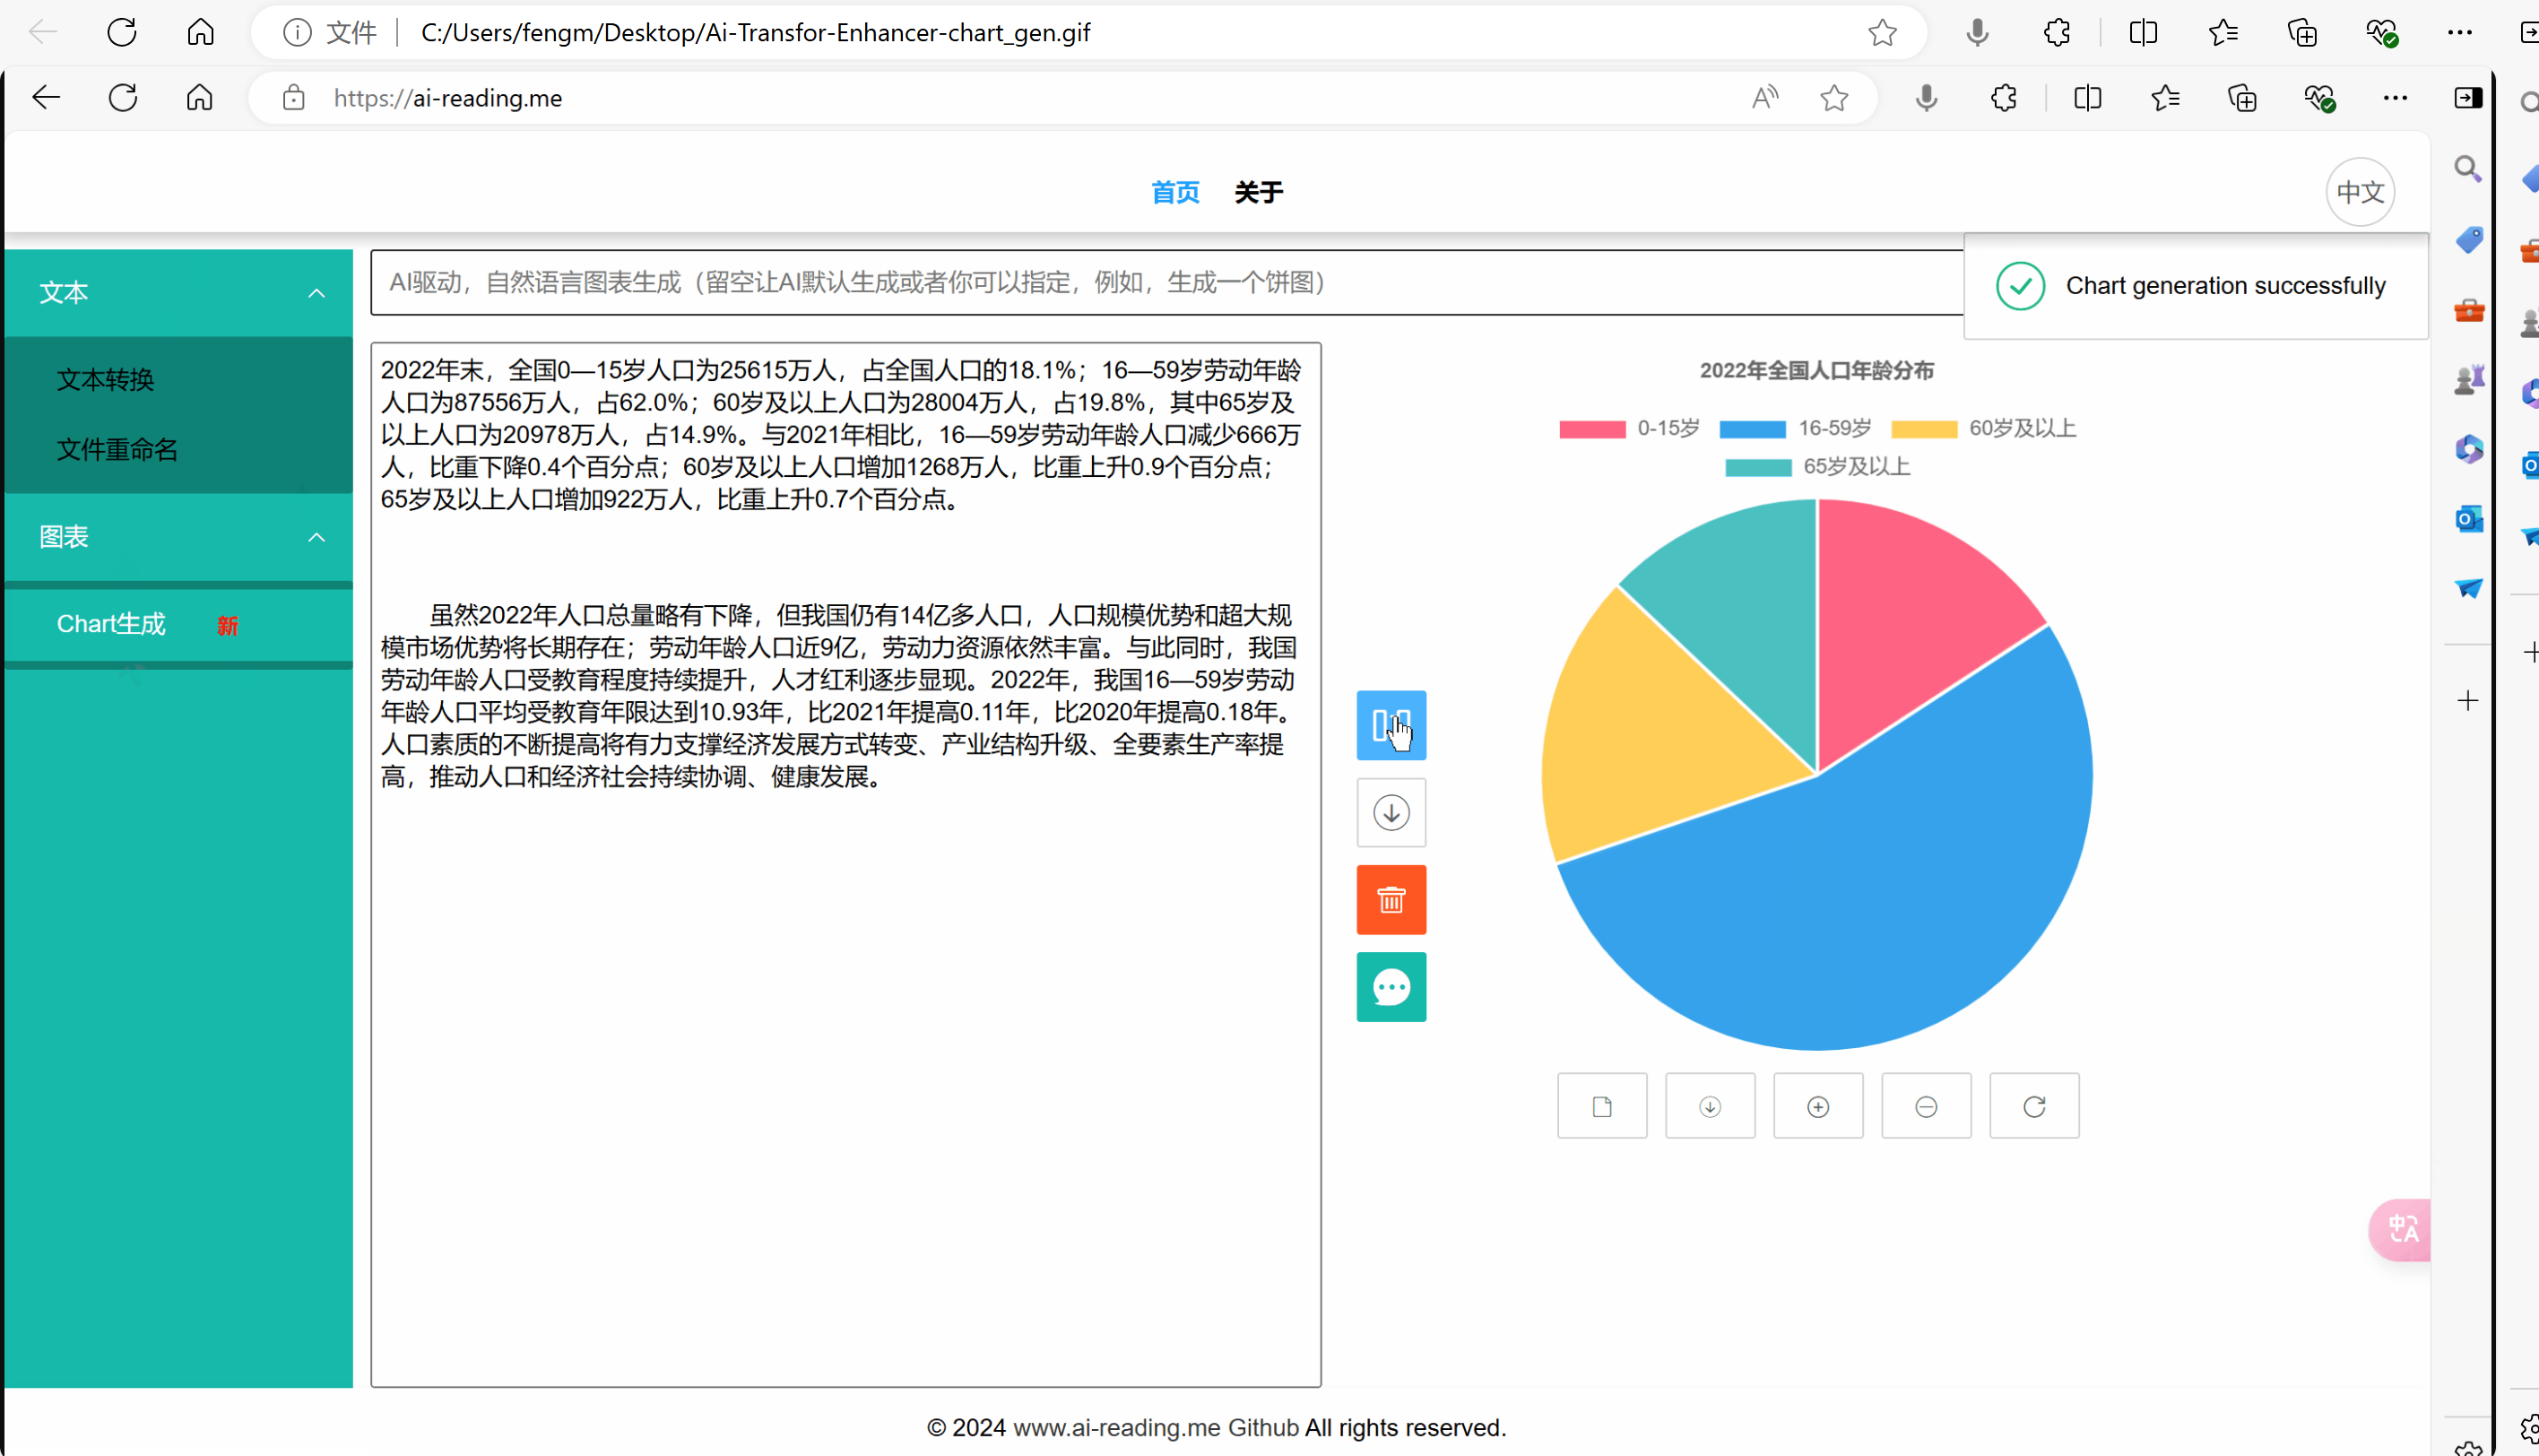 文件 C:/Users/fengm/Desktop/Ai-Transfor-Enhancer-chart_gen.gif
https://ai-reading.me
首页 关于
中文
文本
文本转换
文件重命名
图表
Chart生成 新
AI驱动，自然语言图表生成（留空让AI默认生成或者你可以指定，例如，生成一个饼图）
Chart generation successfully
2022年末，全国0—15岁人口为25615万人，占全国人口的18.1%；16—59岁劳动年龄
人口为87556万人，占62.0%；60岁及以上人口为28004万人，占19.8%，其中65岁及
以上人口为20978万人，占14.9%。与2021年相比，16—59岁劳动年龄人口减少666万
人，比重下降0.4个百分点；60岁及以上人口增加1268万人，比重上升0.9个百分点；
65岁及以上人口增加922万人，比重上升0.7个百分点。
虽然2022年人口总量略有下降，但我国仍有14亿多人口，人口规模优势和超大规
模市场优势将长期存在；劳动年龄人口近9亿，劳动力资源依然丰富。与此同时，我国
劳动年龄人口受教育程度持续提升，人才红利逐步显现。2022年，我国16—59岁劳动
年龄人口平均受教育年限达到10.93年，比2021年提高0.11年，比2020年提高0.18年。
人口素质的不断提高将有力支撑经济发展方式转变、产业结构升级、全要素生产率提
高，推动人口和经济社会持续协调、健康发展。
2022年全国人口年龄分布
0-15岁 16-59岁 60岁及以上
65岁及以上
© 2024 www.ai-reading.me Github All rights reserved.